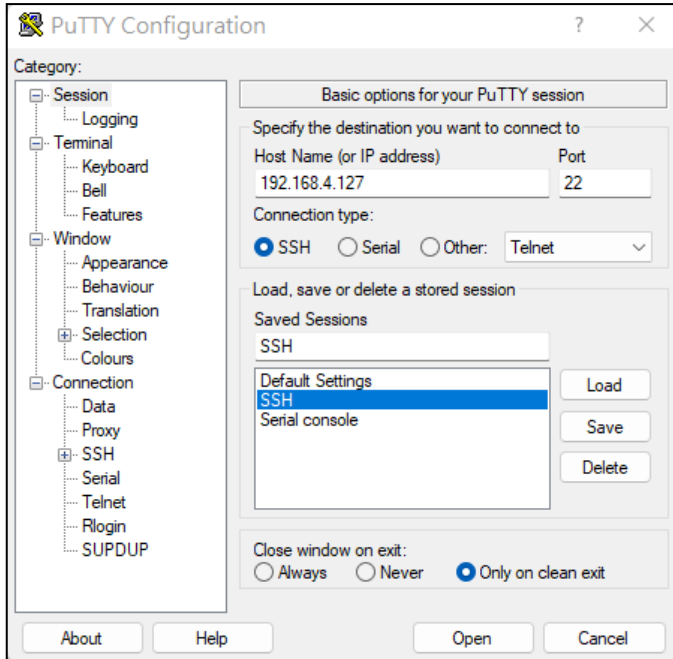 PuTTY Configuration
?
Category:
Session
Logging
Terminal
Keyboard
Bell
Features
Window
Appearance
Behaviour
Translation
Selection
Colours
Connection
Data
Proxy
SSH
Serial
Telnet
Rlogin
SUPDUP
Basic options for your PuTTY session
Specify the destination you want to connect to
Host Name (or IP address) Port
192.168.4.127 22
Connection type:
SSH Serial Other: Telnet
Load, save or delete a stored session
Saved Sessions
SSH
Default Settings
SSH
Serial console
Load
Save
Delete
Close window on exit:
Always Never Only on clean exit
About Help Open Cancel